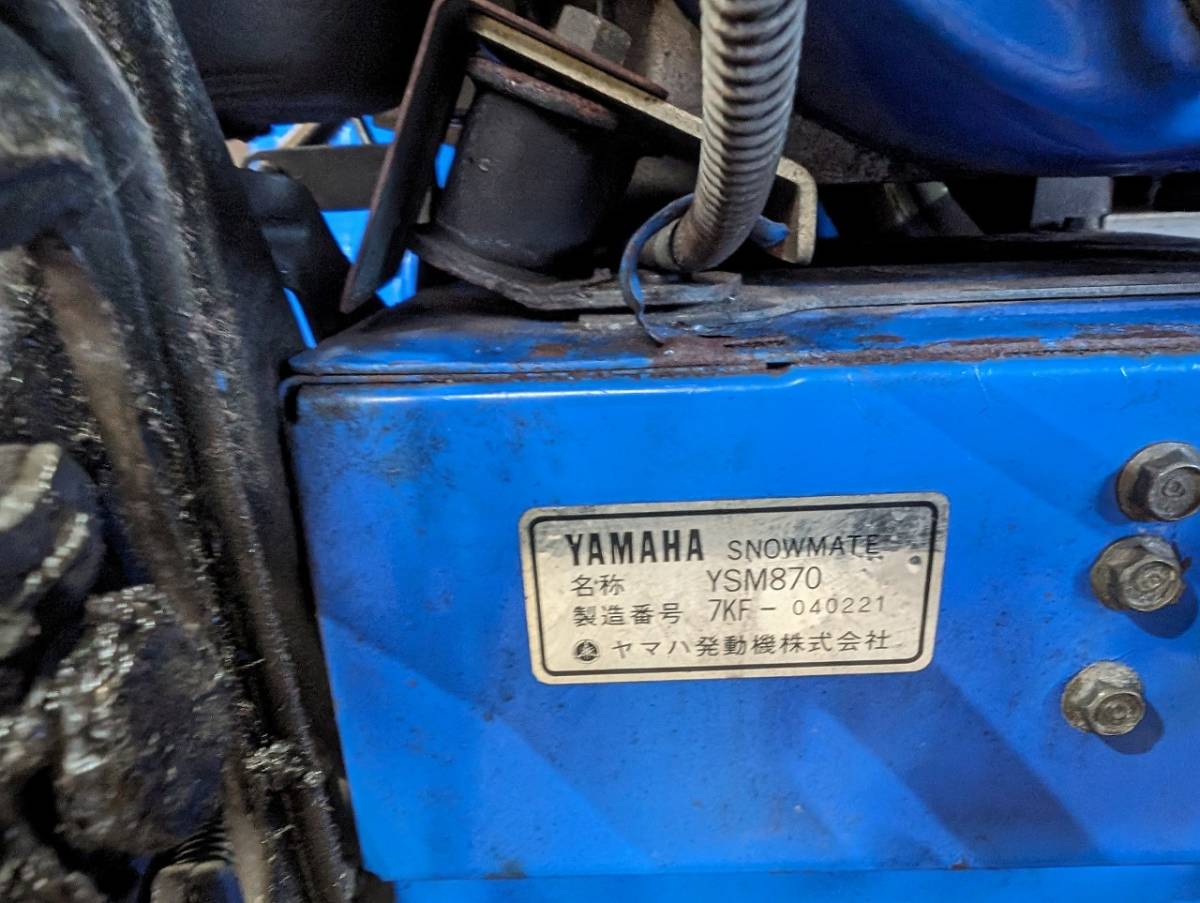 YAMAHA SNOWMATE
名称 YSM870
製造番号 7KF - 040221
ヤマハ発動機株式会社